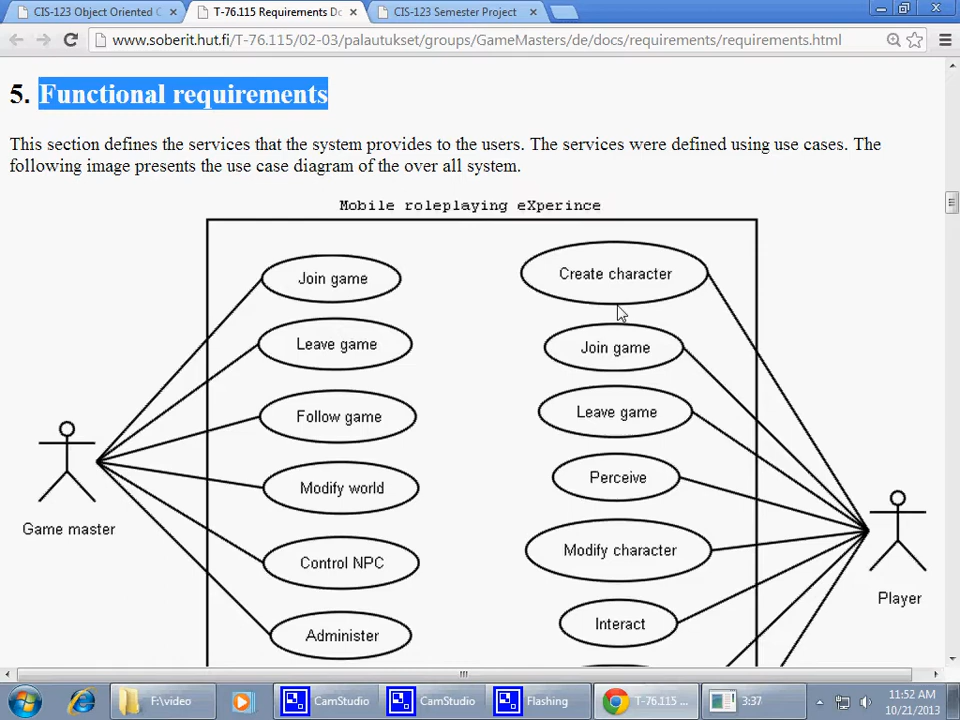 CIS-123 Object Oriented C
T-76.115 Requirements Do
CIS-123 Semester Project
www.soberit.hut.fi/T-76.115/02-03/palautukset/groups/GameMasters/de/docs/requirements/requirements.html
5. Functional requirements
This section defines the services that the system provides to the users. The services were defined using use cases. The
following image presents the use case diagram of the over all system.
Mobile roleplaying eXperince
Join game
Leave game
Follow game
Modify world
Control NPC
Administer
Game master
Create character
Join game
Leave game
Perceive
Modify character
Interact
Player
F:\video
CamStudio
CamStudio
Flashing
T-76.115 ...
3:37
11:52 AM
10/21/2013